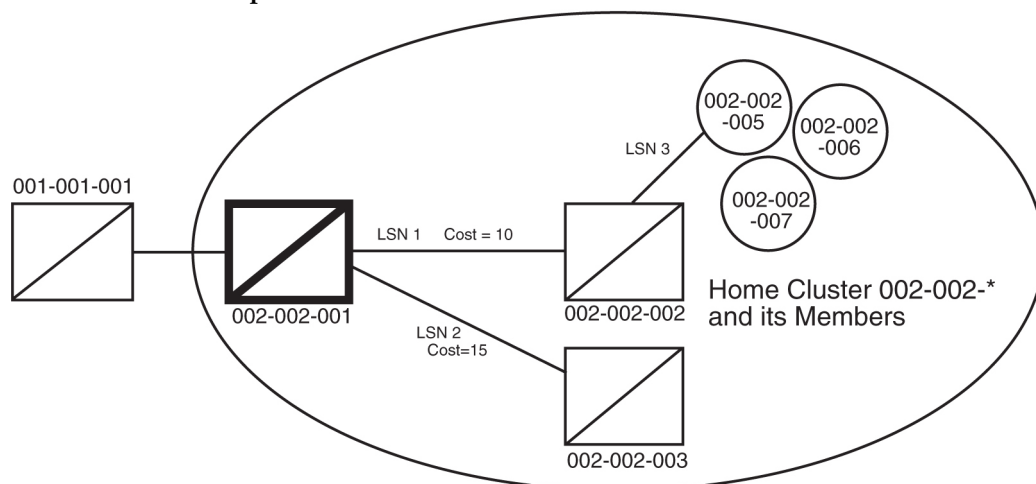 002-002
-005
002-002
-006
LSN 3
001-001-001
002-002
-007
LSN 1 Cost = 10
Home Cluster 002-002-*
and its Members
002-002-001
002-002-002
LSN 2
Cost=15
002-002-003